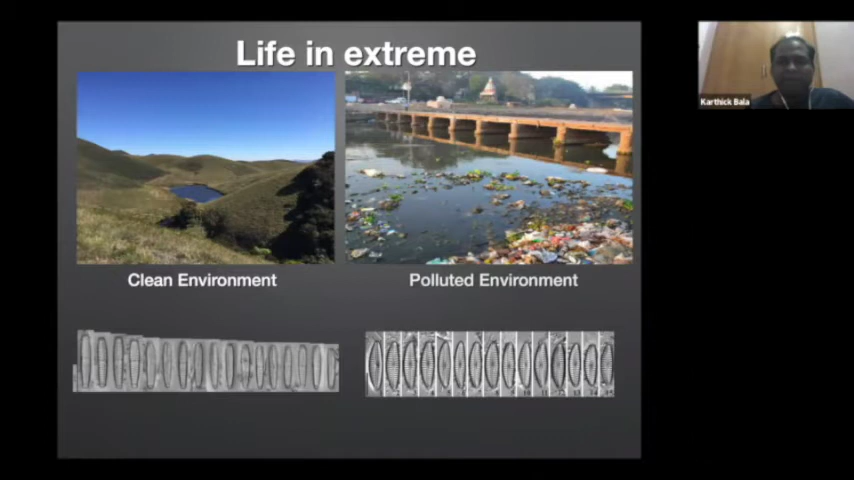 Life in extreme
Karthick Bala
Clean Environment
Polluted Environment